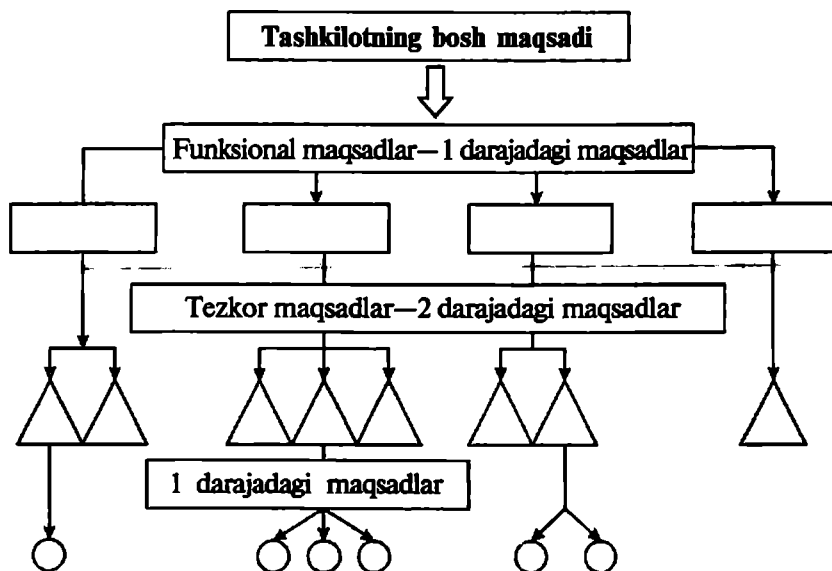 Tashkilotning bosh maqsadi
Funksional maqsadlar—1 darajadagi maqsadlar
Tezkor maqsadlar—2 darajadagi maqsadlar
1 darajadagi maqsadlar